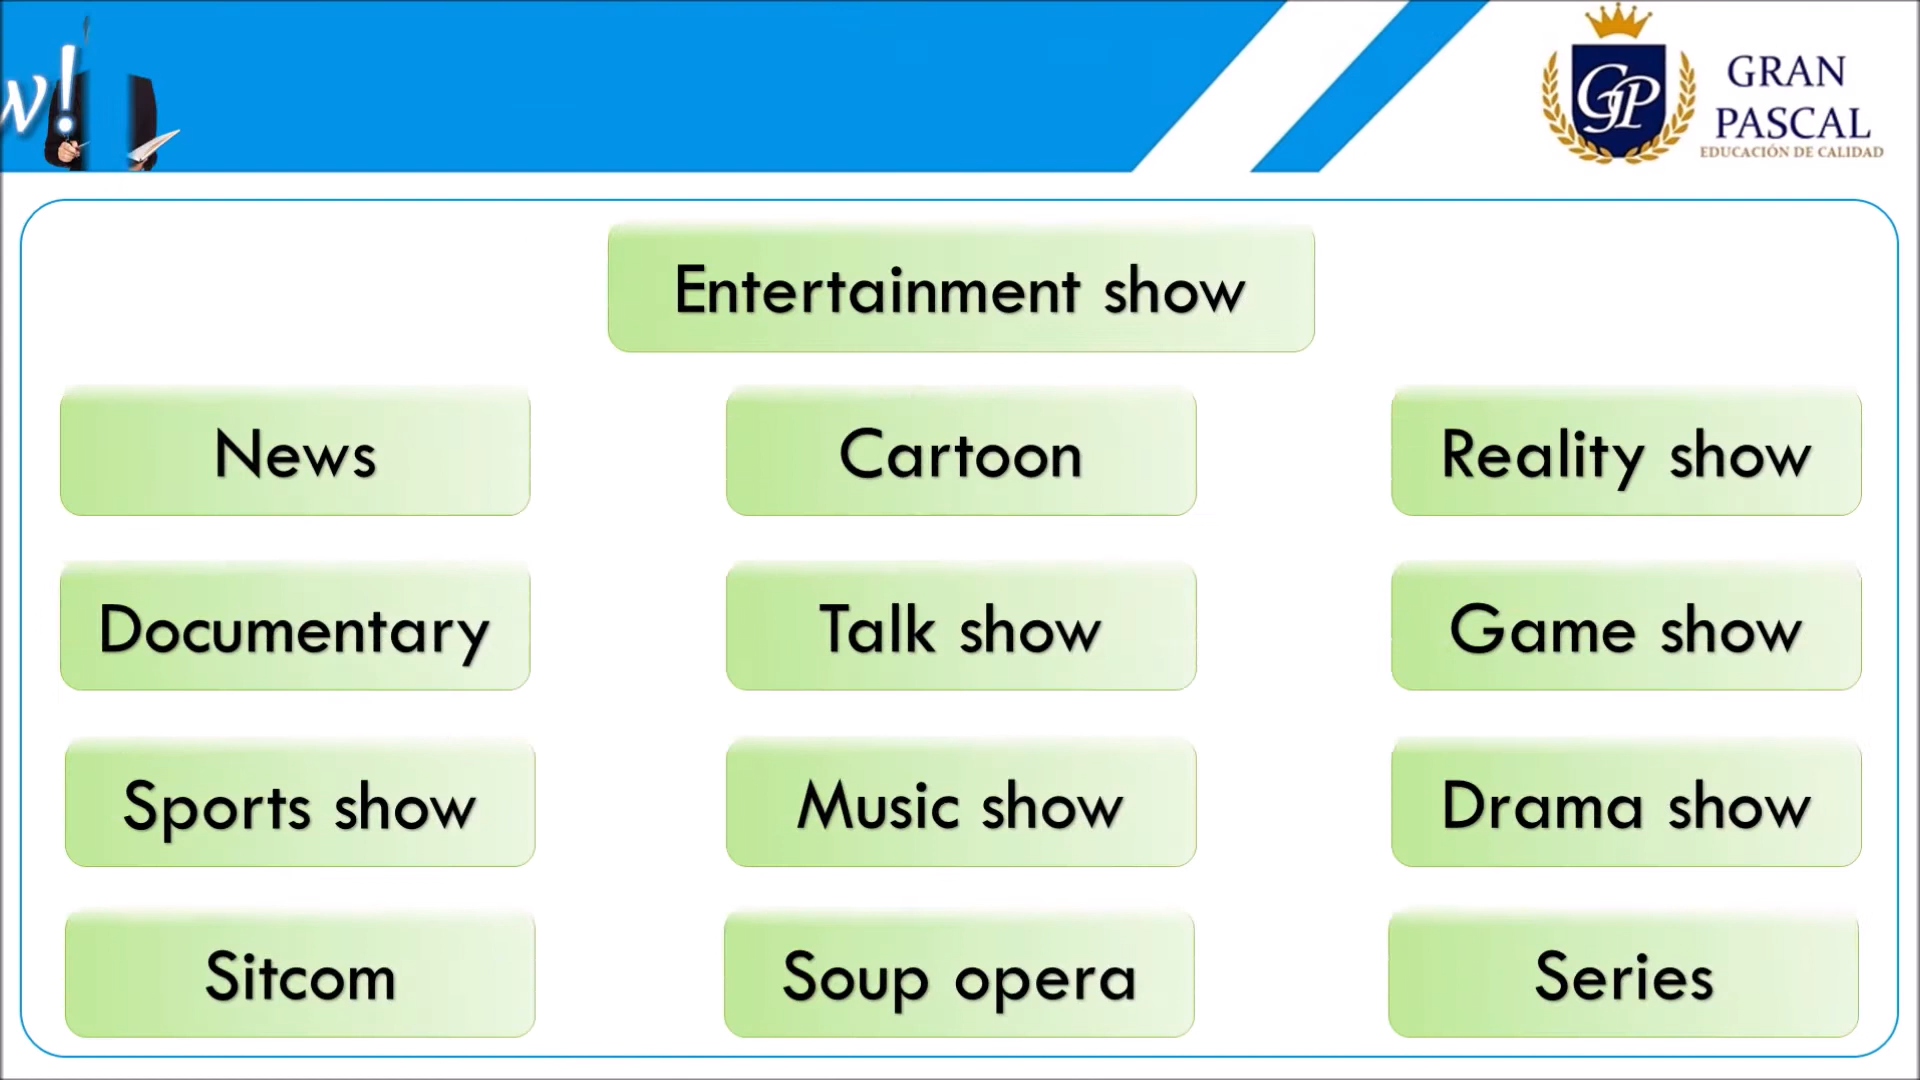 w!
GRAN
PASCAL
EDUCACIÓN DE CALIDAD
GP
Entertainment show
News
Cartoon
Reality show
Documentary
Talk show
Game show
Sports show
Music show
Drama show
Sitcom
Soup opera
Series